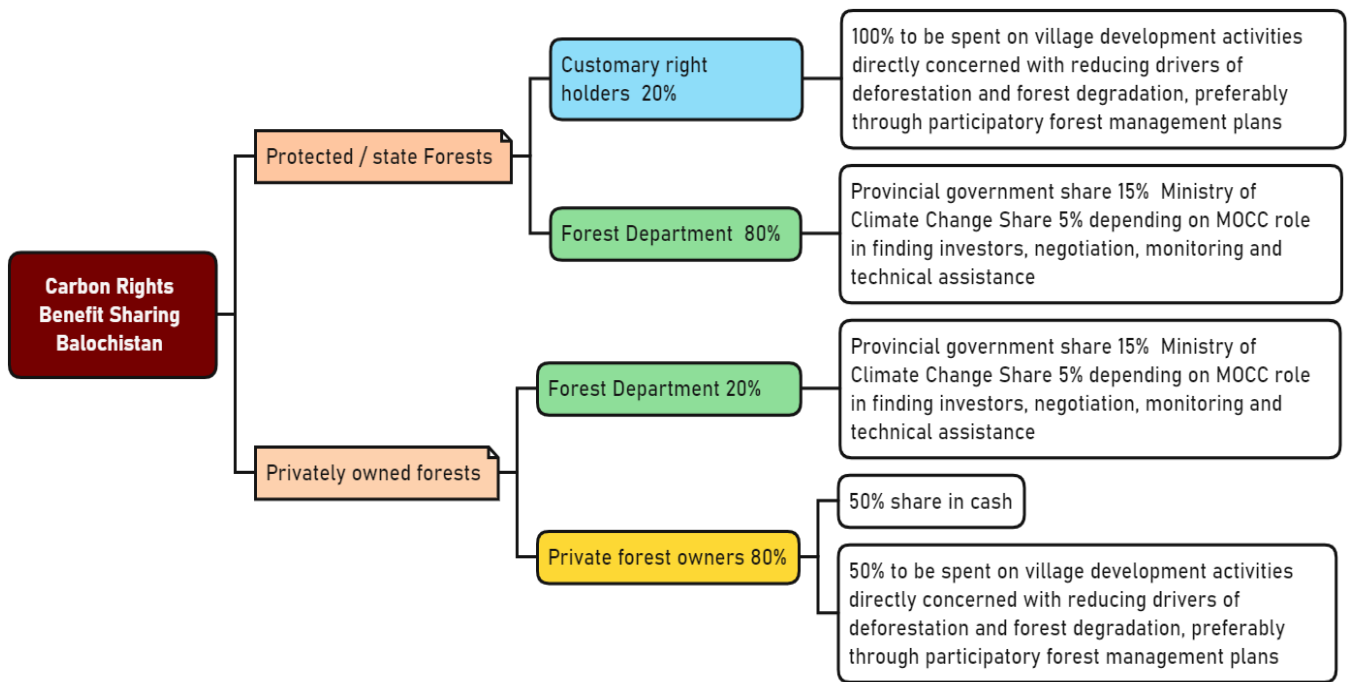 Carbon Rights
Benefit Sharing
Balochistan
Protected / state Forests
Customary right
holders 20%
100% to be spent on village development activities
directly concerned with reducing drivers of
deforestation and forest degradation, preferably
through participatory forest management plans
Forest Department 80%
Provincial government share 15% Ministry of
Climate Change Share 5% depending on MOCC role
in finding investors, negotiation, monitoring and
technical assistance
Privately owned forests
Forest Department 20%
Provincial government share 15% Ministry of
Climate Change Share 5% depending on MOCC role
in finding investors, negotiation, monitoring and
technical assistance
Private forest owners 80%
50% share in cash
50% to be spent on village development activities
directly concerned with reducing drivers of
deforestation and forest degradation, preferably
through participatory forest management plans